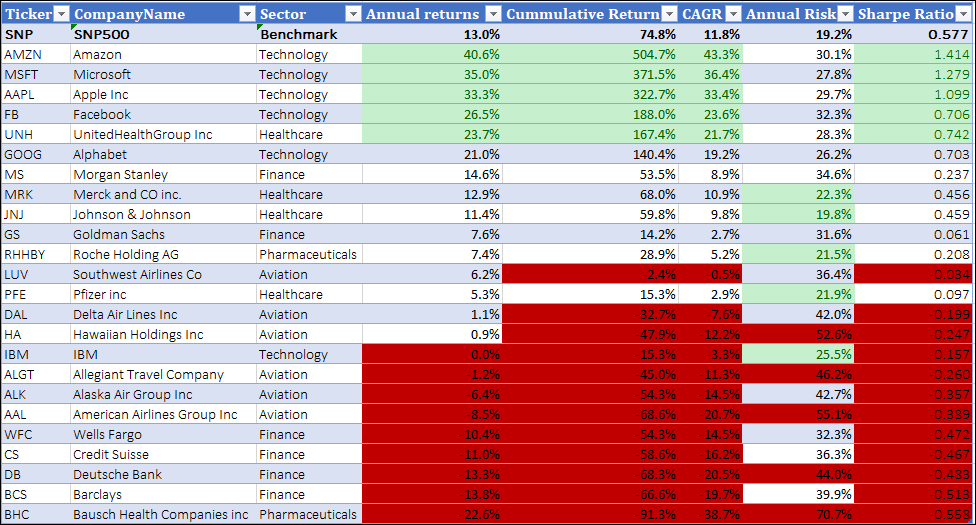 Ticker CompanyName Sector Annual returns Cummulative Return CAGR Annual Risk Sharpe Ratio
SNP SNP500 Benchmark 13.0% 74.8% 11.8% 19.2% 0.577
AMZN Amazon Technology 40.6% 504.7% 43.3% 30.1% 1.414
MSFT Microsoft Technology 35.0% 371.5% 36.4% 27.8% 1.279
AAPL Apple Inc Technology 33.3% 322.7% 33.4% 29.7% 1.099
FB Facebook Technology 26.5% 188.0% 23.6% 32.3% 0.706
UNH UnitedHealthGroup Inc Healthcare 23.7% 167.4% 21.7% 28.3% 0.742
GOOG Alphabet Technology 21.0% 140.4% 19.2% 26.2% 0.703
MS Morgan Stanley Finance 14.6% 53.5% 8.9% 34.6% 0.237
MRK Merck and CO inc. Healthcare 12.9% 68.0% 10.9% 22.3% 0.456
JNJ Johnson & Johnson Healthcare 11.4% 59.8% 9.8% 19.8% 0.459
GS Goldman Sachs Finance 7.6% 14.2% 2.7% 31.6% 0.061
RHHBY Roche Holding AG Pharmaceuticals 7.4% 28.9% 5.2% 21.5% 0.208
LUV Southwest Airlines Co Aviation 6.2% -2.4% -0.5% 36.4% -0.034
PFE Pfizer inc Healthcare 5.3% 15.3% 2.9% 21.9% 0.097
DAL Delta Air Lines Inc Aviation 1.1% -32.7% -7.6% 42.0% -0.199
HA Hawaiian Holdings Inc Aviation 0.9% -47.9% -12.2% 52.6% -0.247
IBM IBM Technology 0.0% -15.3% -3.3% 25.5% -0.157
ALGT Allegiant Travel Company Aviation -1.2% -45.0% -11.3% 46.2% -0.260
ALK Alaska Air Group Inc Aviation -6.4% -54.3% -14.5% 42.7% -0.357
AAL American Airlines Group Inc Aviation -8.5% -68.6% -20.7% 55.1% -0.389
WFC Wells Fargo Finance -10.4% -54.3% -14.5% 32.3% -0.472
CS Credit Suisse Finance -11.0% -58.6% -16.2% 36.3% -0.467
DB Deutsche Bank Finance -13.3% -68.3% -20.5% 44.0% -0.433
BCS Barclays Finance -13.8% -66.6% -19.7% 39.9% -0.513
BHC Bausch Health Companies inc Pharmaceuticals -22.6% -91.3% -38.7% 70.7% -0.553